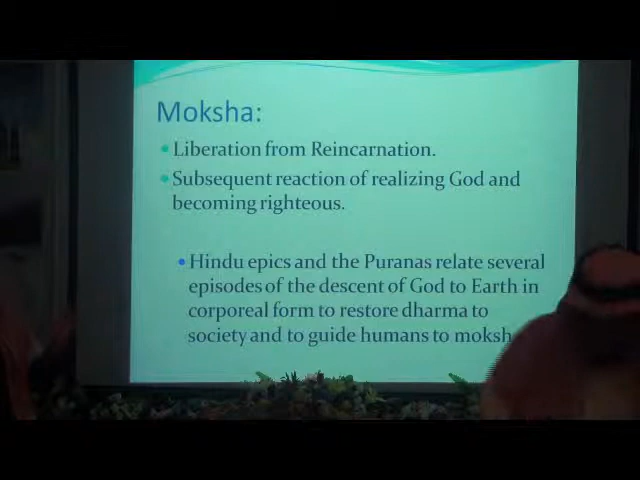 Moksha:
Liberation from Reincarnation.
Subsequent reaction of realizing God and
becoming righteous.
Hindu epics and the Puranas relate several
episodes of the descent of God to Earth in
corporeal form to restore dharma to
society and to guide humans to moksh